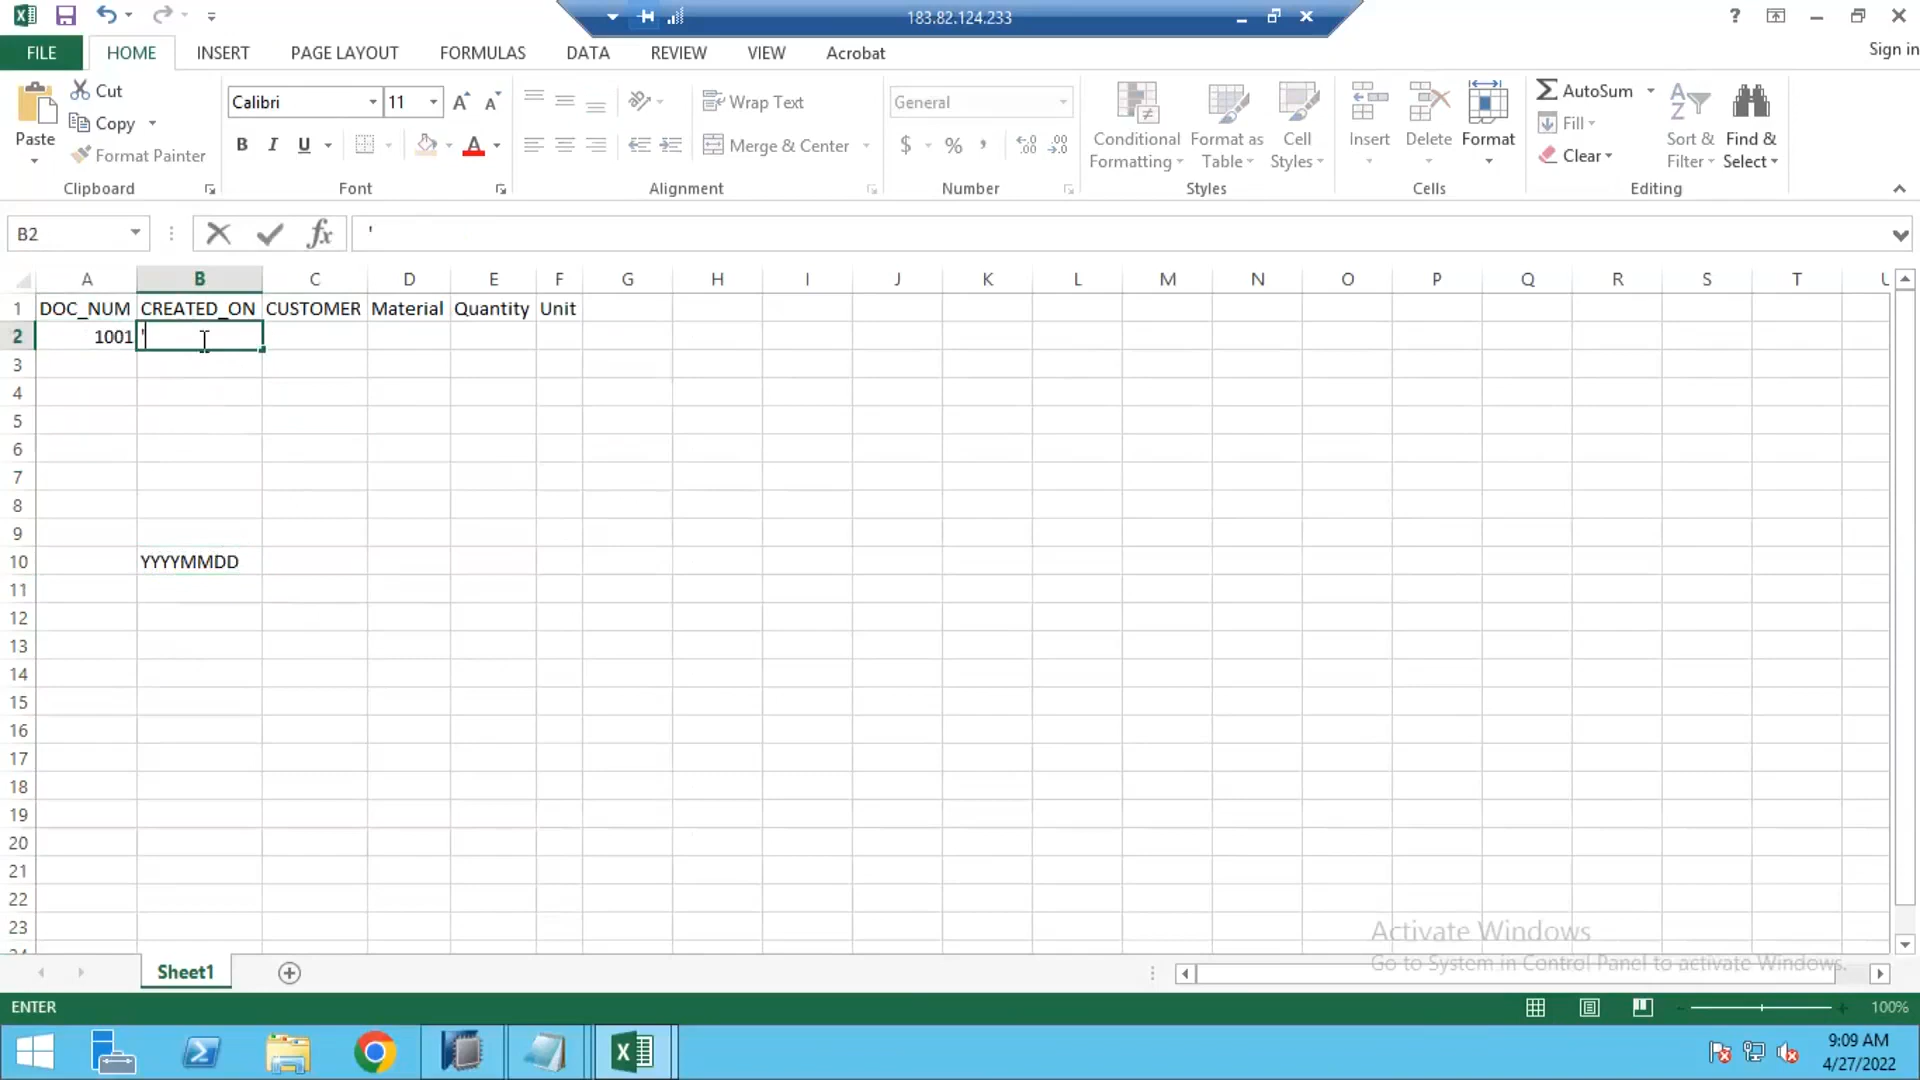 183.82.124.233
?
FILE HOME INSERT PAGE LAYOUT FORMULAS DATA REVIEW VIEW Acrobat
Sign in
Paste
Cut
Copy
Format Painter
Clipboard
Calibri 11
B I U
Font
Wrap Text
Merge & Center
Alignment
General
$ % ,
Number
Conditional Formatting
Format as Table
Cell Styles
Styles
Insert Delete Format
Cells
AutoSum
Fill
Clear
Sort & Filter
Find & Select
Editing
B2 fx '
A B C D E F G H I J K L M N O P Q R S T
1 DOC_NUM CREATED_ON CUSTOMER Material Quantity Unit
2 1001 '
3
4
5
6
7
8
9
10 YYYYMMDD
11
12
13
14
15
16
17
18
19
20
21
22
23
Activate Windows
Go to System in Control Panel to activate Windows.
Sheet1
ENTER 100%
9:09 AM
4/27/2022